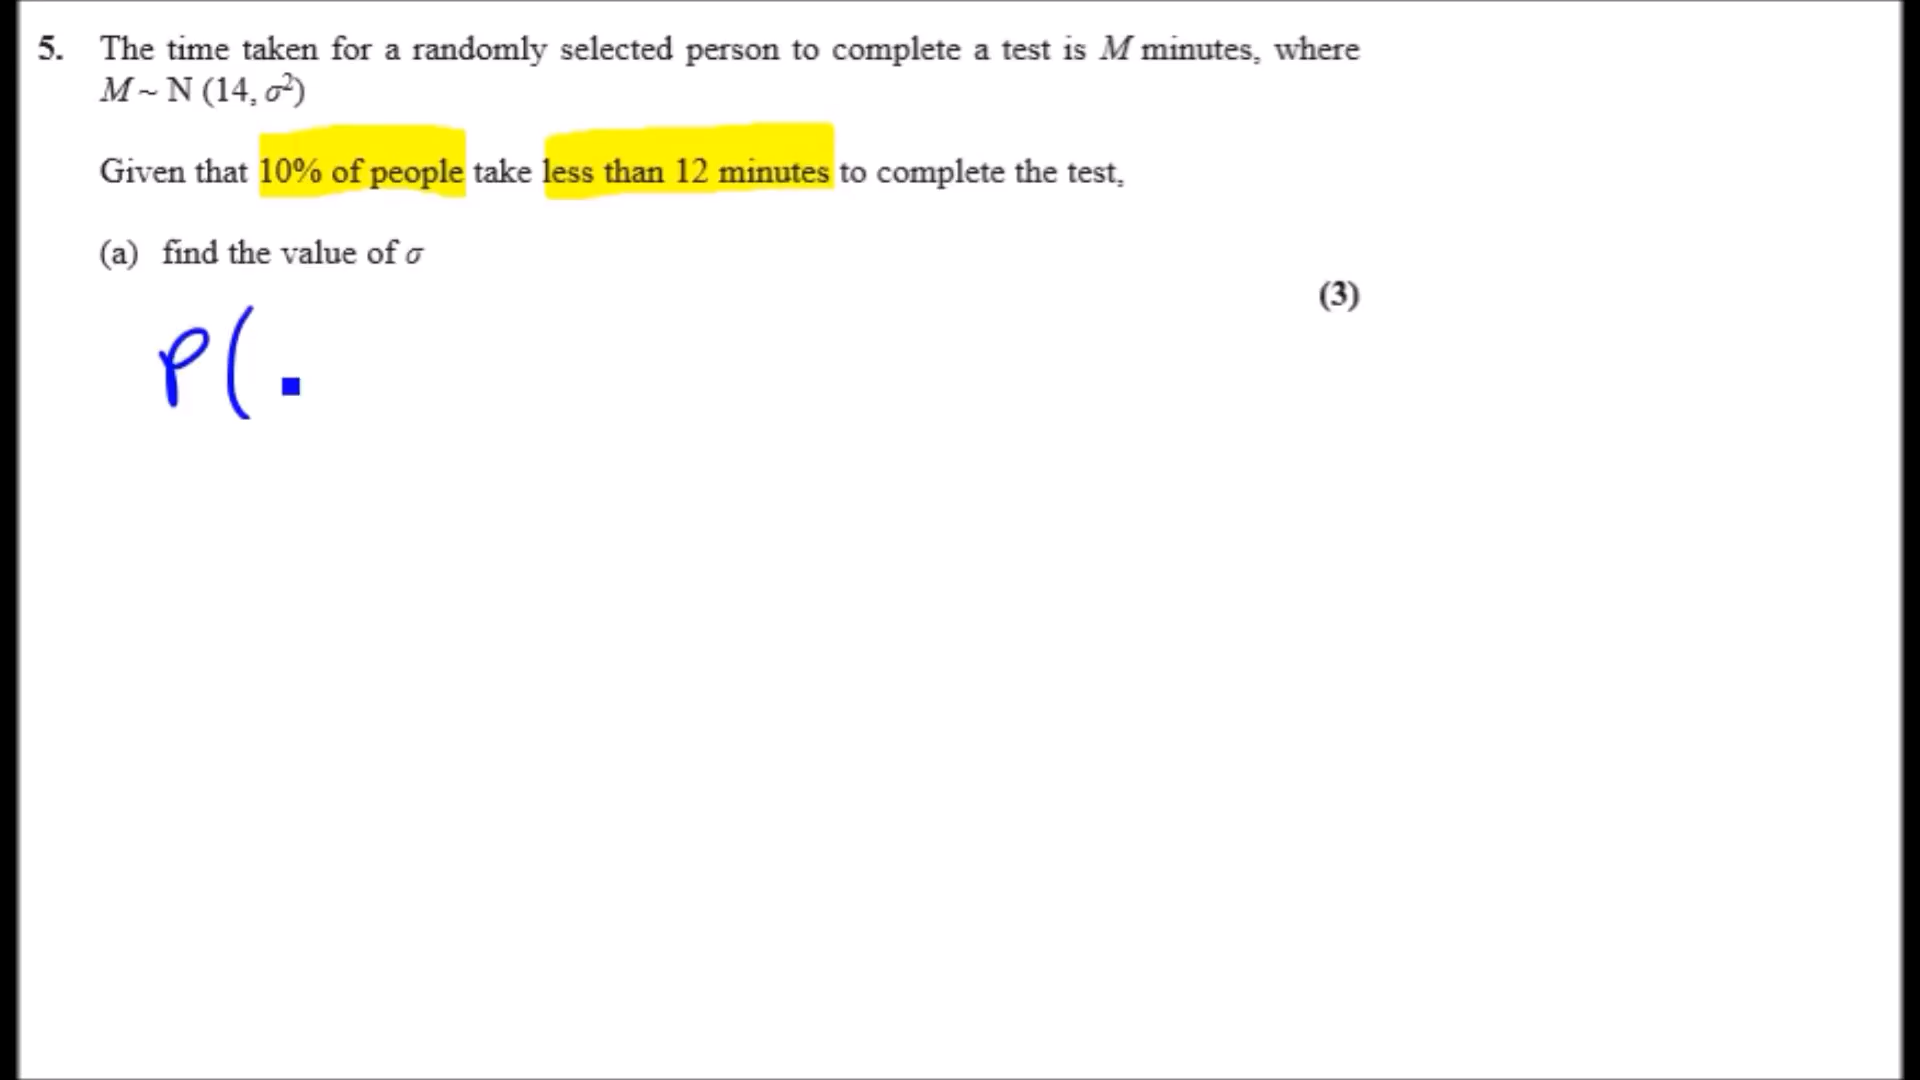 5. The time taken for a randomly selected person to complete a test is M minutes, where
M ~ N (14, σ²)
Given that 10% of people take less than 12 minutes to complete the test,
(a) find the value of σ
(3)
P(